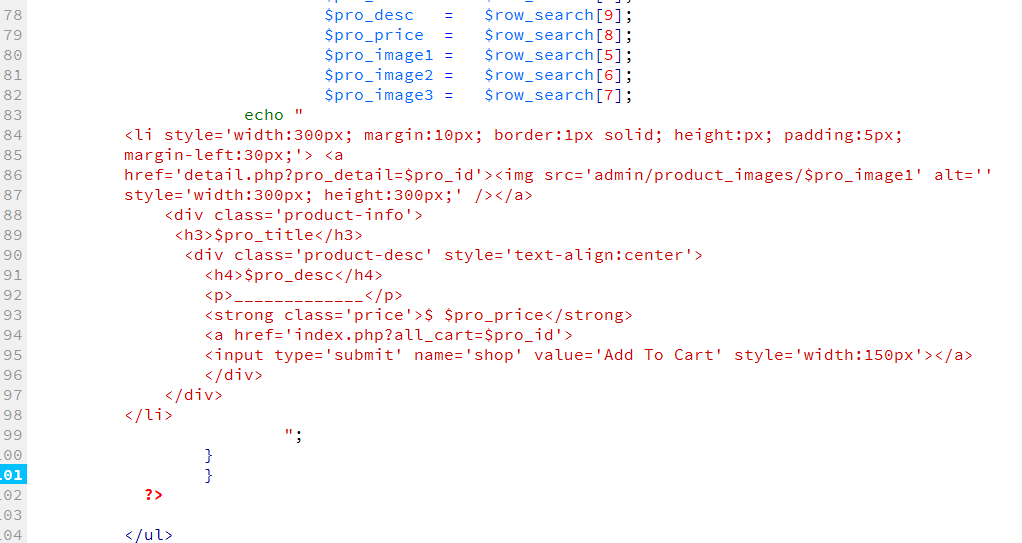 78 $pro_desc = $row_search[9];
79 $pro_price = $row_search[8];
80 $pro_image1 = $row_search[5];
81 $pro_image2 = $row_search[6];
82 $pro_image3 = $row_search[7];
83 echo "
84 <li style='width:300px; margin:10px; border:1px solid; height:px; padding:5px;
85 margin-left:30px;'> <a
86 href='detail.php?pro_detail=$pro_id'><img src='admin/product_images/$pro_image1' alt=''
87 style='width:300px; height:300px;' /></a>
88 <div class='product-info'>
89 <h3>$pro_title</h3>
90 <div class='product-desc' style='text-align:center'>
91 <h4>$pro_desc</h4>
92 <p>_____________</p>
93 <strong class='price'>$ $pro_price</strong>
94 <a href='index.php?all_cart=$pro_id'>
95 <input type='submit' name='shop' value='Add To Cart' style='width:150px'></a>
96 </div>
97 </div>
98 </li>
99 ";
00 }
01 }
02 ?>
03
04 </ul>